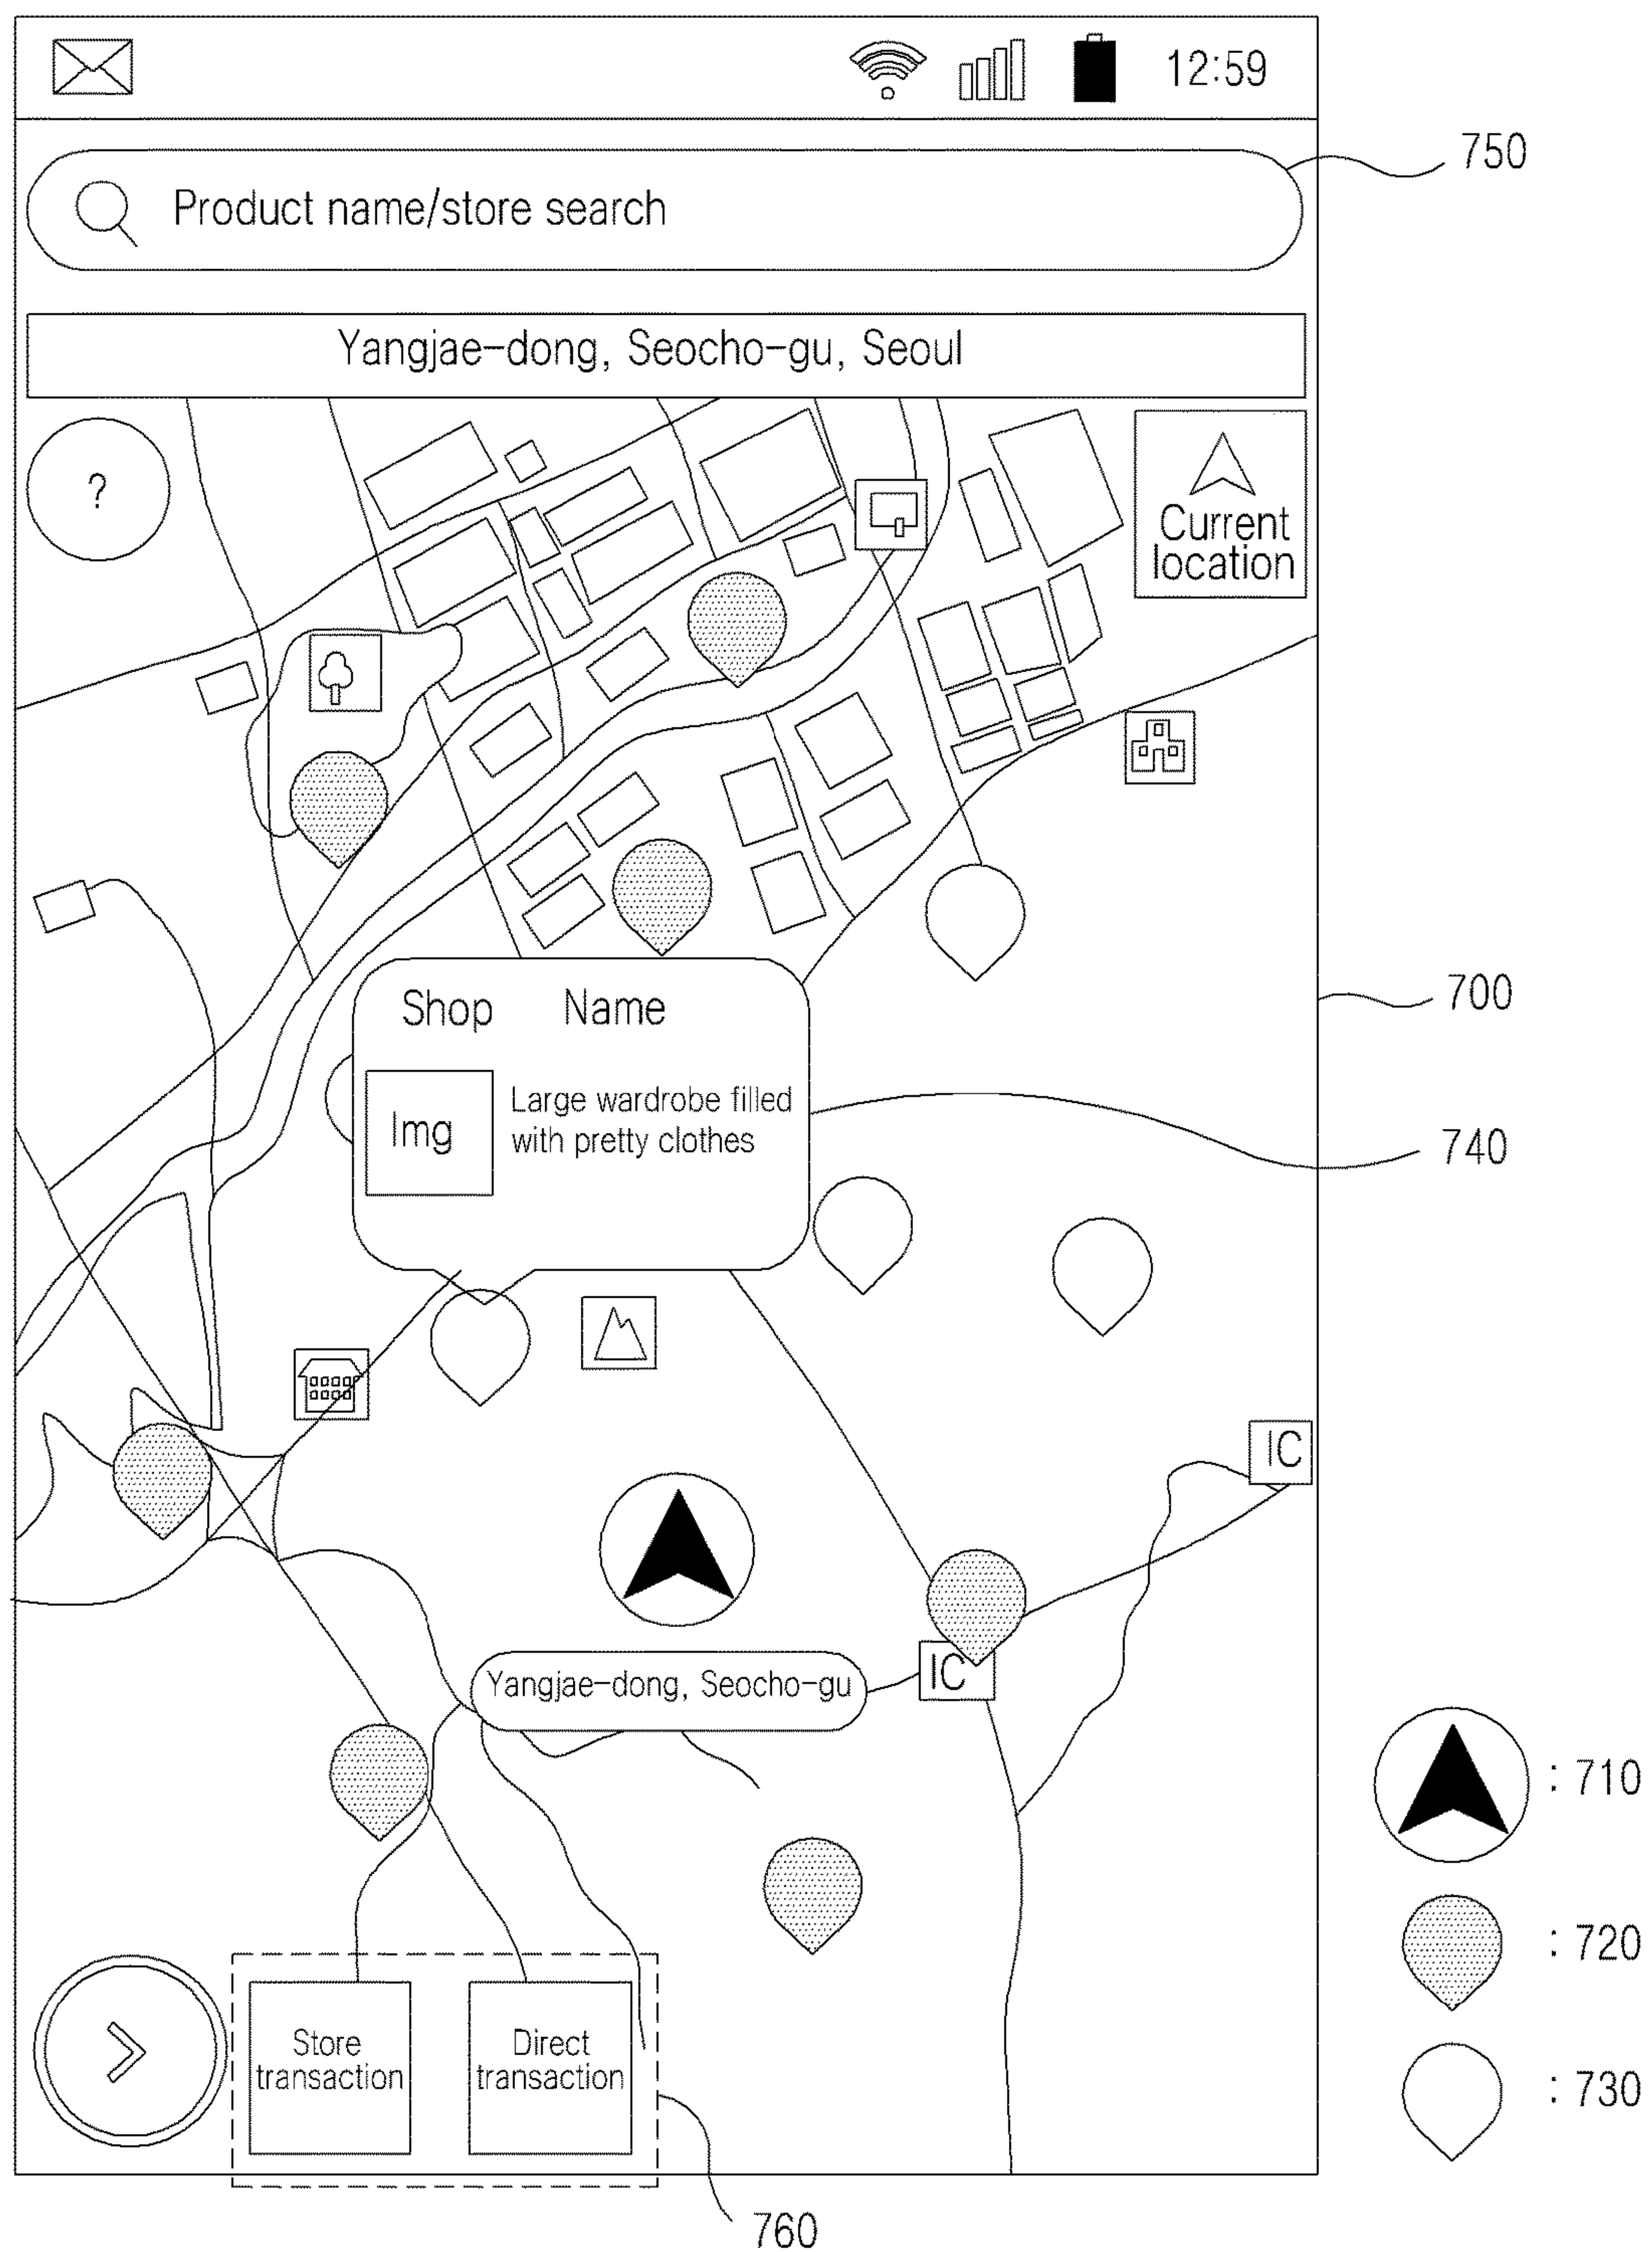 12:59
750
Product name/store search
Yangjae-dong, Seocho-gu, Seoul
?
Current
location
Shop Name
700
Img
Large wardrobe filled
with pretty clothes
740
IC
IC
Yangjae-dong, Seocho-gu
: 710
: 720
Store
transaction
Direct
transaction
: 730
760